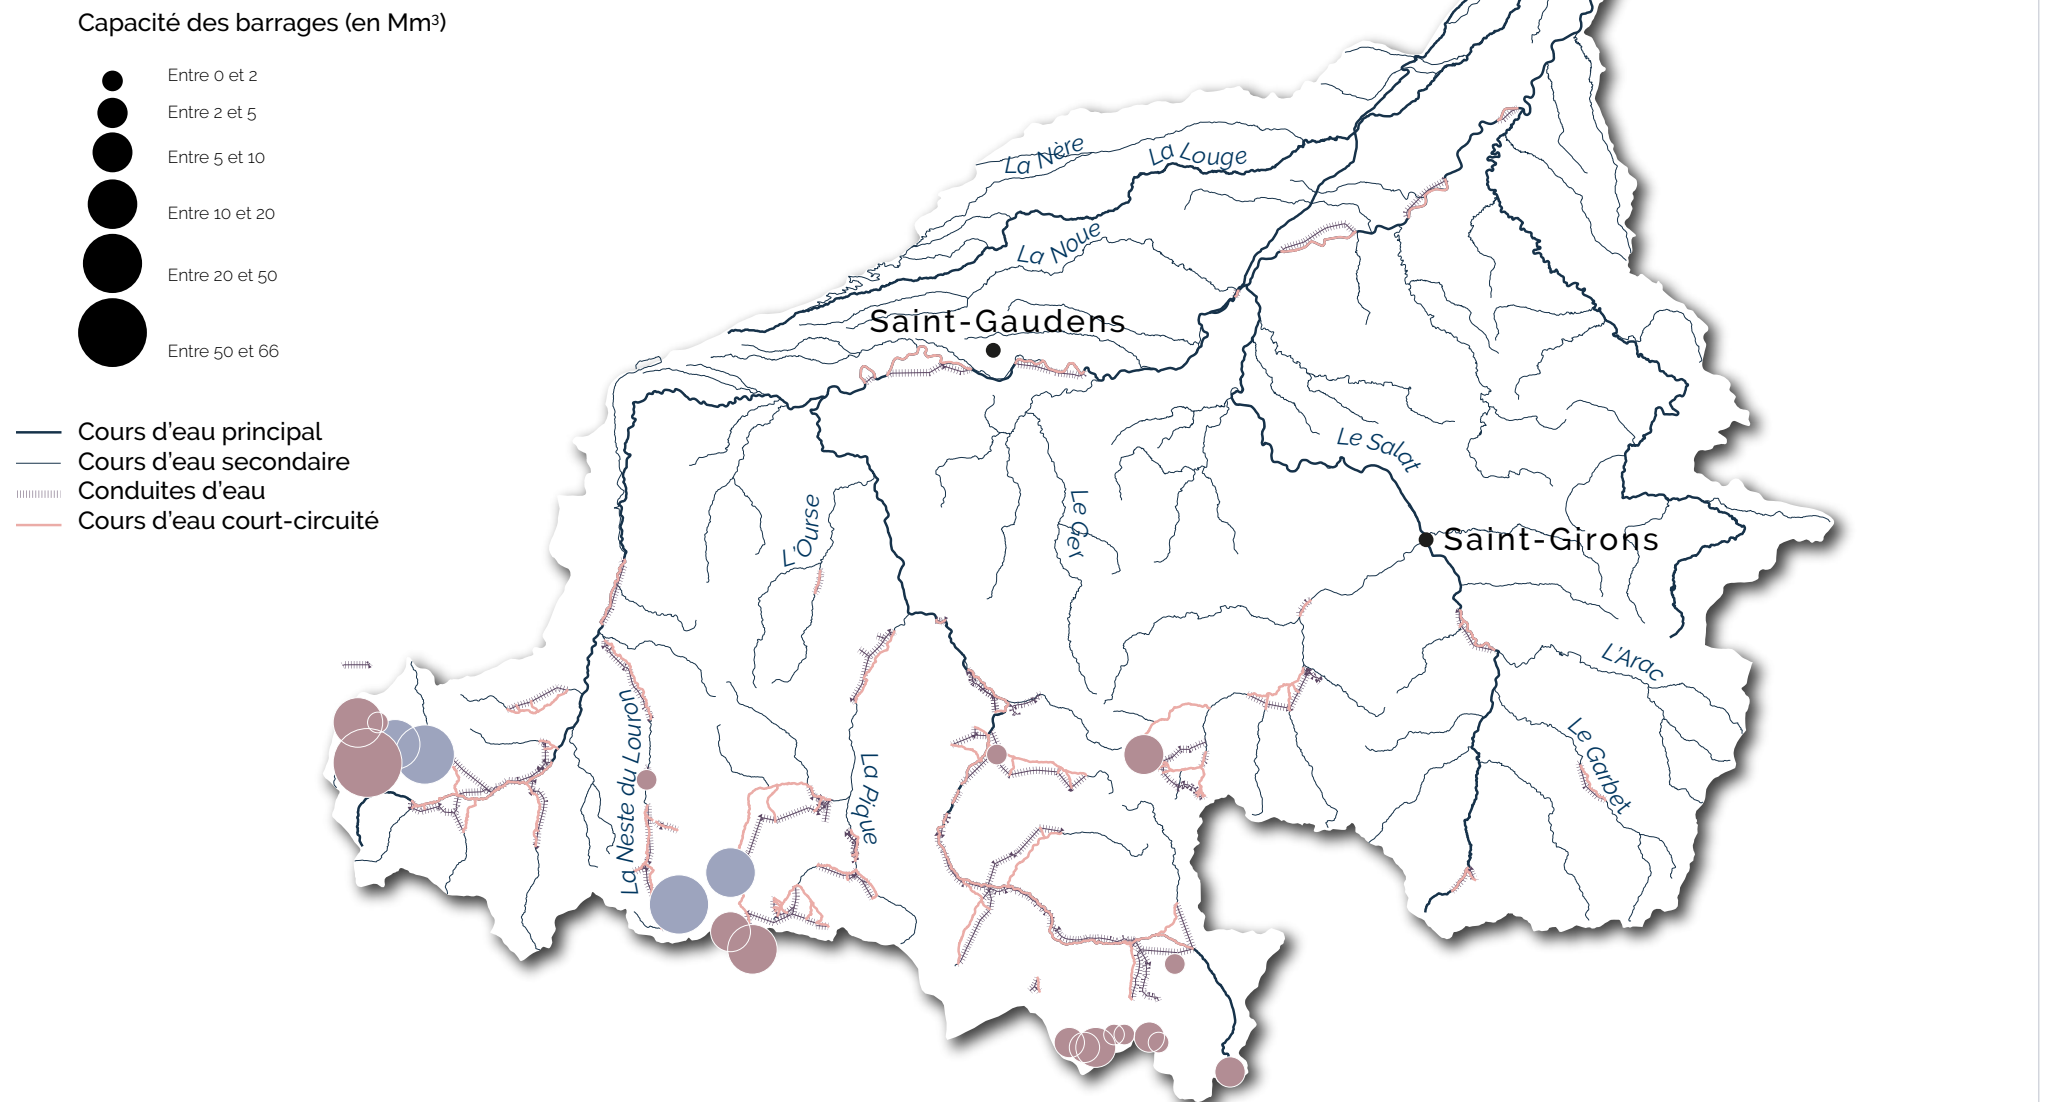 Capacité des barrages (en Mm³)
Entre 0 et 2
Entre 2 et 5
Entre 5 et 10
Entre 10 et 20
Entre 20 et 50
Entre 50 et 66
Cours d'eau principal
Cours d'eau secondaire
Conduites d'eau
Cours d'eau court-circuité
La Nère
La Louge
La Noue
Saint-Gaudens
Le Salat
L'Ourse
Le Ger
Saint-Girons
L'Arac
La Neste du Louron
La Pique
Le Garbet